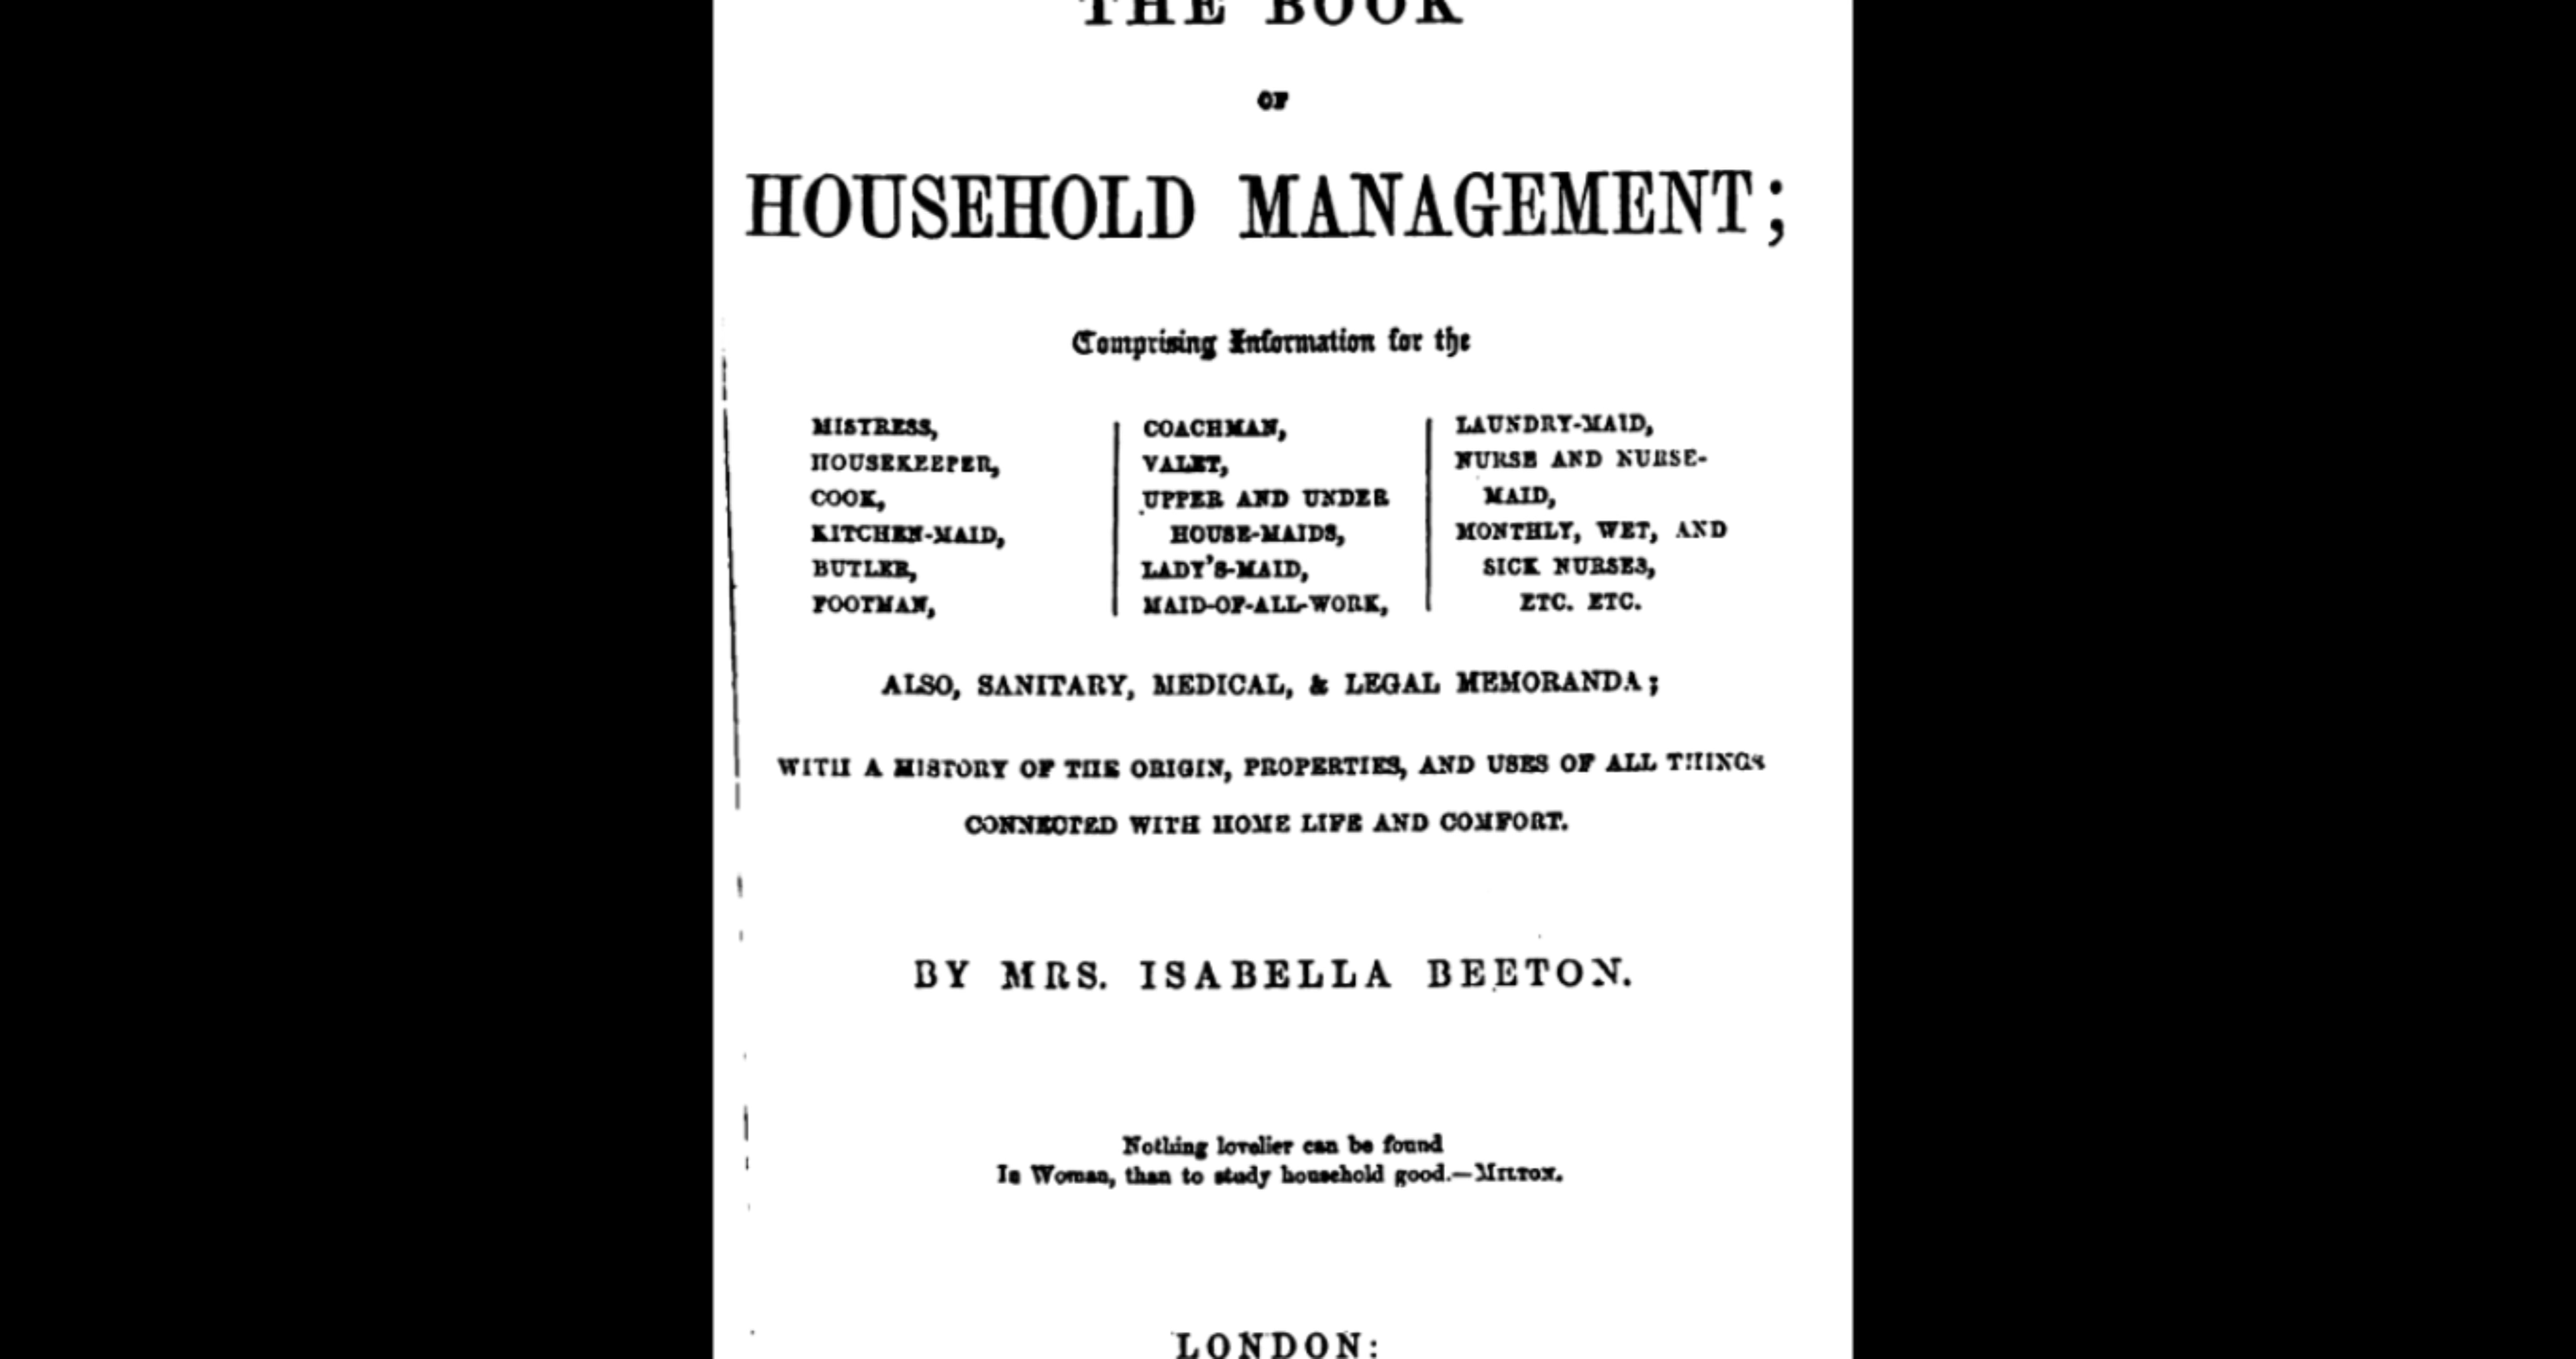 THE BOOK
OF
HOUSEHOLD MANAGEMENT;
Comprising Information for the
MISTRESS,
HOUSEKEEPER,
COOK,
KITCHEN-MAID,
BUTLER,
FOOTMAN,
COACHMAN,
VALET,
UPPER AND UNDER
HOUSE-MAIDS,
LADY'S-MAID,
MAID-OF-ALL-WORK,
LAUNDRY-MAID,
NURSE AND NURSE-
MAID,
MONTHLY, WET, AND
SICK NURSES,
ETC. ETC.
ALSO, SANITARY, MEDICAL, & LEGAL MEMORANDA;
WITH A HISTORY OF THE ORIGIN, PROPERTIES, AND USES OF ALL THINGS
CONNECTED WITH HOME LIFE AND COMFORT.
BY MRS. ISABELLA BEETON.
Nothing lovelier can be found
In Woman, than to study household good.—MILTON.
LONDON: